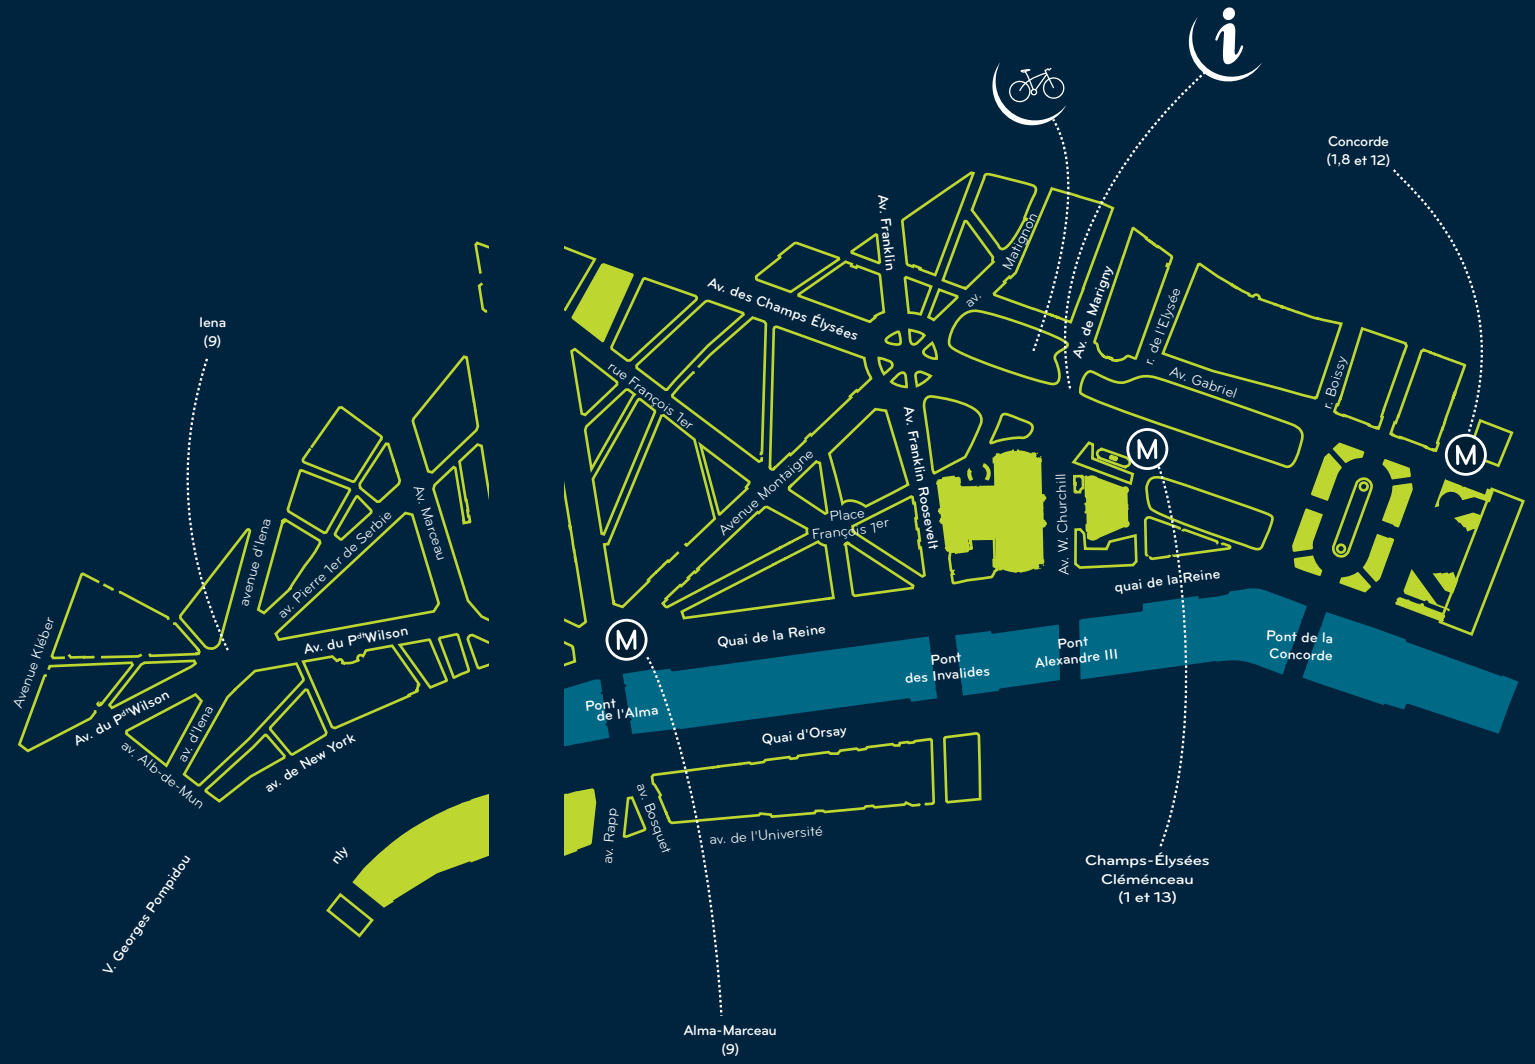 i
Concorde
(1,8 et 12)
Av. Franklin
Matignon
av.
Av. de Marigny
r. de l'Elysée
Av. des Champs Élysées
Iena
(9)
rue François 1er
Av. Gabriel
r. Boissy
M
M
Av. Franklin Roosevelt
Avenue Montaigne
Av. Marceau
avenue d'Iena
av. Pierre 1er de Serbie
Place
François 1er
Av. W. Churchill
quai de la Reine
Avenue Kléber
Av. du Pdt Wilson
M
Quai de la Reine
Pont
Alexandre III
Pont de la
Concorde
Pont
des Invalides
Pont
de l'Alma
Av. du Pdt Wilson
av. d'Iena
av. Alb-de-Mun
av. de New York
Quai d'Orsay
av. Rapp
av. Bosquet
av. de l'Université
nly
V. Georges Pompidou
Champs-Élysées
Cléménceau
(1 et 13)
Alma-Marceau
(9)